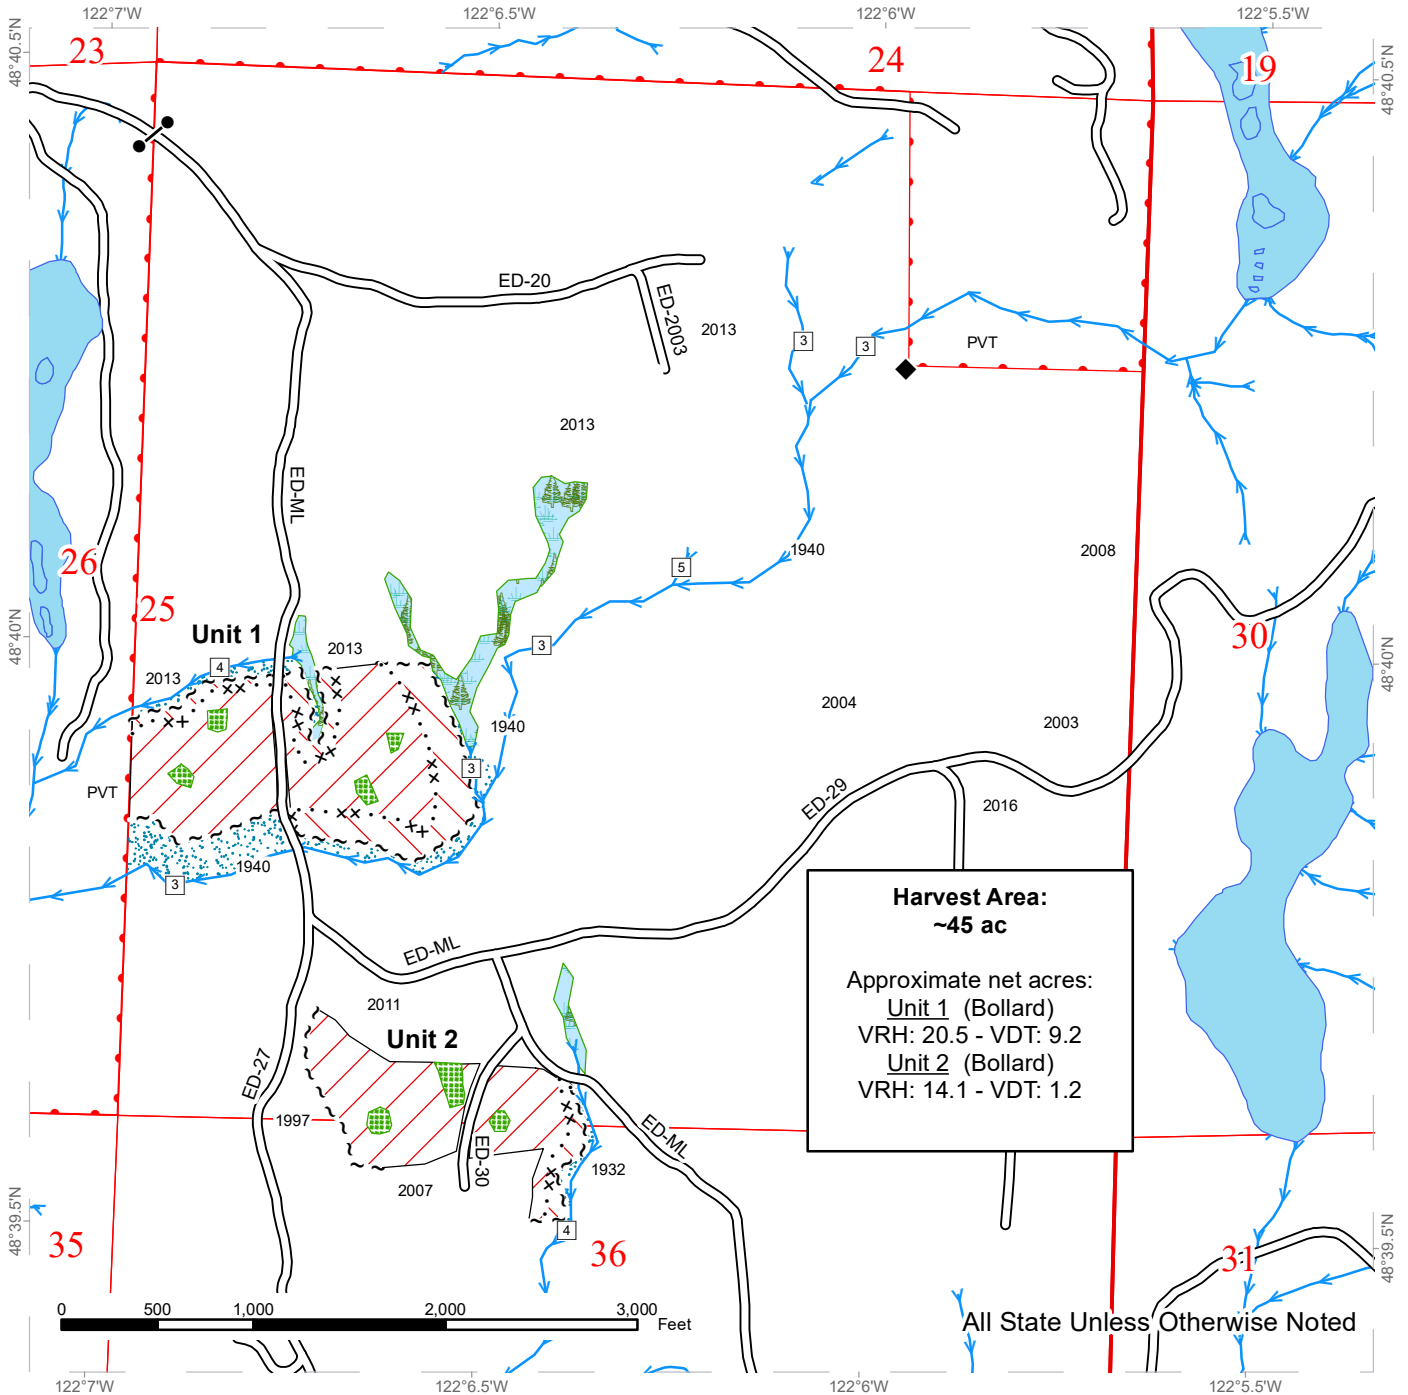 122°7'W
122°6.5'W
122°6'W
122°5.5'W
48°40.5'N
48°40.5'N
23
24
19
ED-20
ED-2003
2013
3
3
PVT
2013
ED-ML
1940
2008
5
26
25
30
48°40'N
48°40'N
Unit 1
2013
3
4
2013
2004
2003
1940
3
PVT
ED-29
2016
1940
3
Harvest Area:
~45 ac
Approximate net acres:
Unit 1 (Bollard)
VRH: 20.5 - VDT: 9.2
Unit 2 (Bollard)
VRH: 14.1 - VDT: 1.2
ED-ML
2011
Unit 2
ED-27
1997
ED-ML
ED-30
1932
2007
4
48°39.5'N
48°39.5'N
35
36
31
0 500 1,000 2,000 3,000
Feet
All State Unless Otherwise Noted
122°7'W
122°6.5'W
122°6'W
122°5.5'W